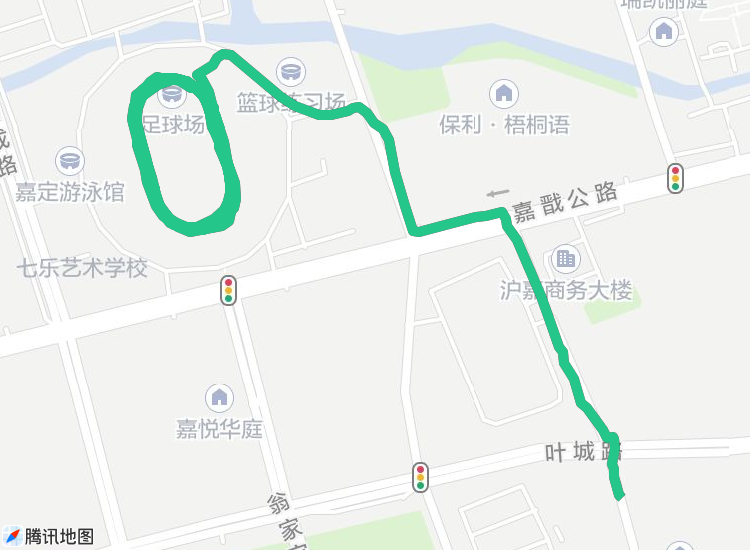 瑞凯丽庭
篮球练习场
足球场
保利·梧桐语
路
嘉定游泳馆
嘉戬公路
七乐艺术学校
沪嘉商务大楼
嘉悦华庭
叶城路
翁家
腾讯地图